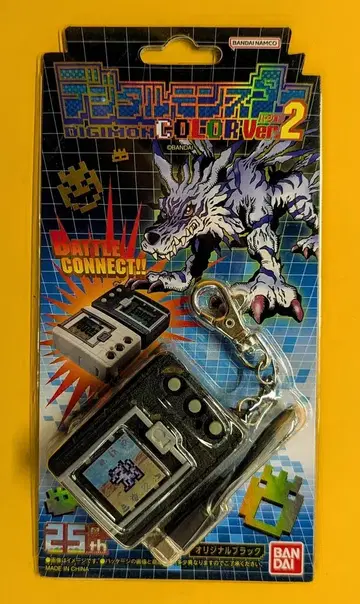 BANDAI NAMCO
デジタルモンスター
DIGIMON COLOR Ver.2
©BANDAI
BATTLE
CONNECT!!
25th
オリジナルブラック
MADE IN CHINA
BAN
DAI